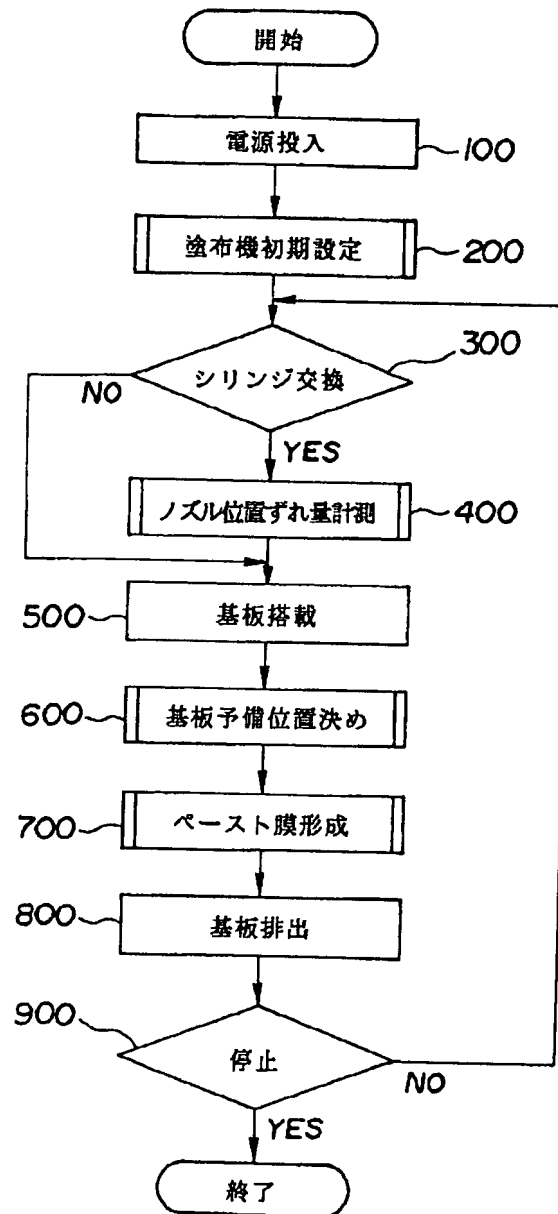 開始
電源投入
100
塗布機初期設定
200
シリンジ交換
300
NO
YES
ノズル位置ずれ量計測
400
500
基板搭載
600
基板予備位置決め
700
ペースト膜形成
800
基板排出
900
停止
NO
YES
終了